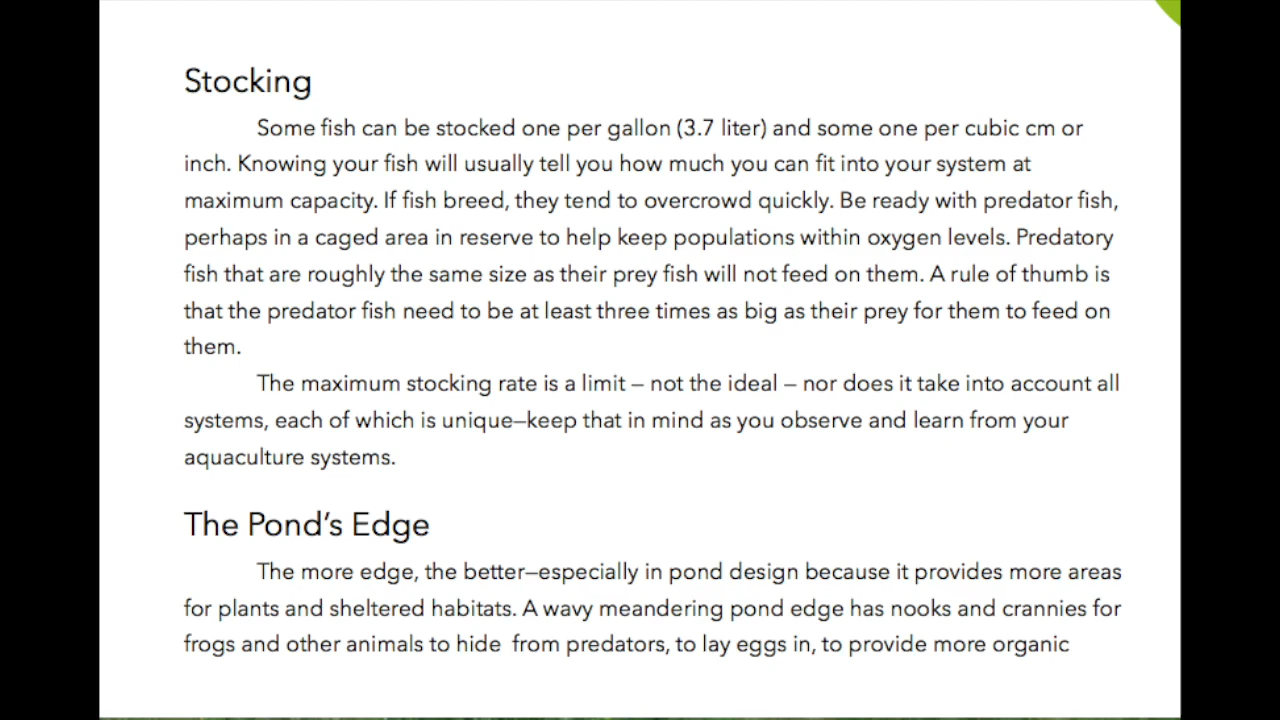 Stocking
Some fish can be stocked one per gallon (3.7 liter) and some one per cubic cm or
inch. Knowing your fish will usually tell you how much you can fit into your system at
maximum capacity. If fish breed, they tend to overcrowd quickly. Be ready with predator fish,
perhaps in a caged area in reserve to help keep populations within oxygen levels. Predatory
fish that are roughly the same size as their prey fish will not feed on them. A rule of thumb is
that the predator fish need to be at least three times as big as their prey for them to feed on
them.
The maximum stocking rate is a limit – not the ideal – nor does it take into account all
systems, each of which is unique—keep that in mind as you observe and learn from your
aquaculture systems.
The Pond’s Edge
The more edge, the better—especially in pond design because it provides more areas
for plants and sheltered habitats. A wavy meandering pond edge has nooks and crannies for
frogs and other animals to hide  from predators, to lay eggs in, to provide more organic